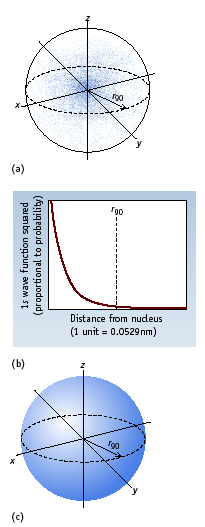 z
x
y
r90
(a)
1s wave function squared
(proportional to probability)
r90
Distance from nucleus
(1 unit = 0.0529nm)
(b)
z
x
y
r90
(c)